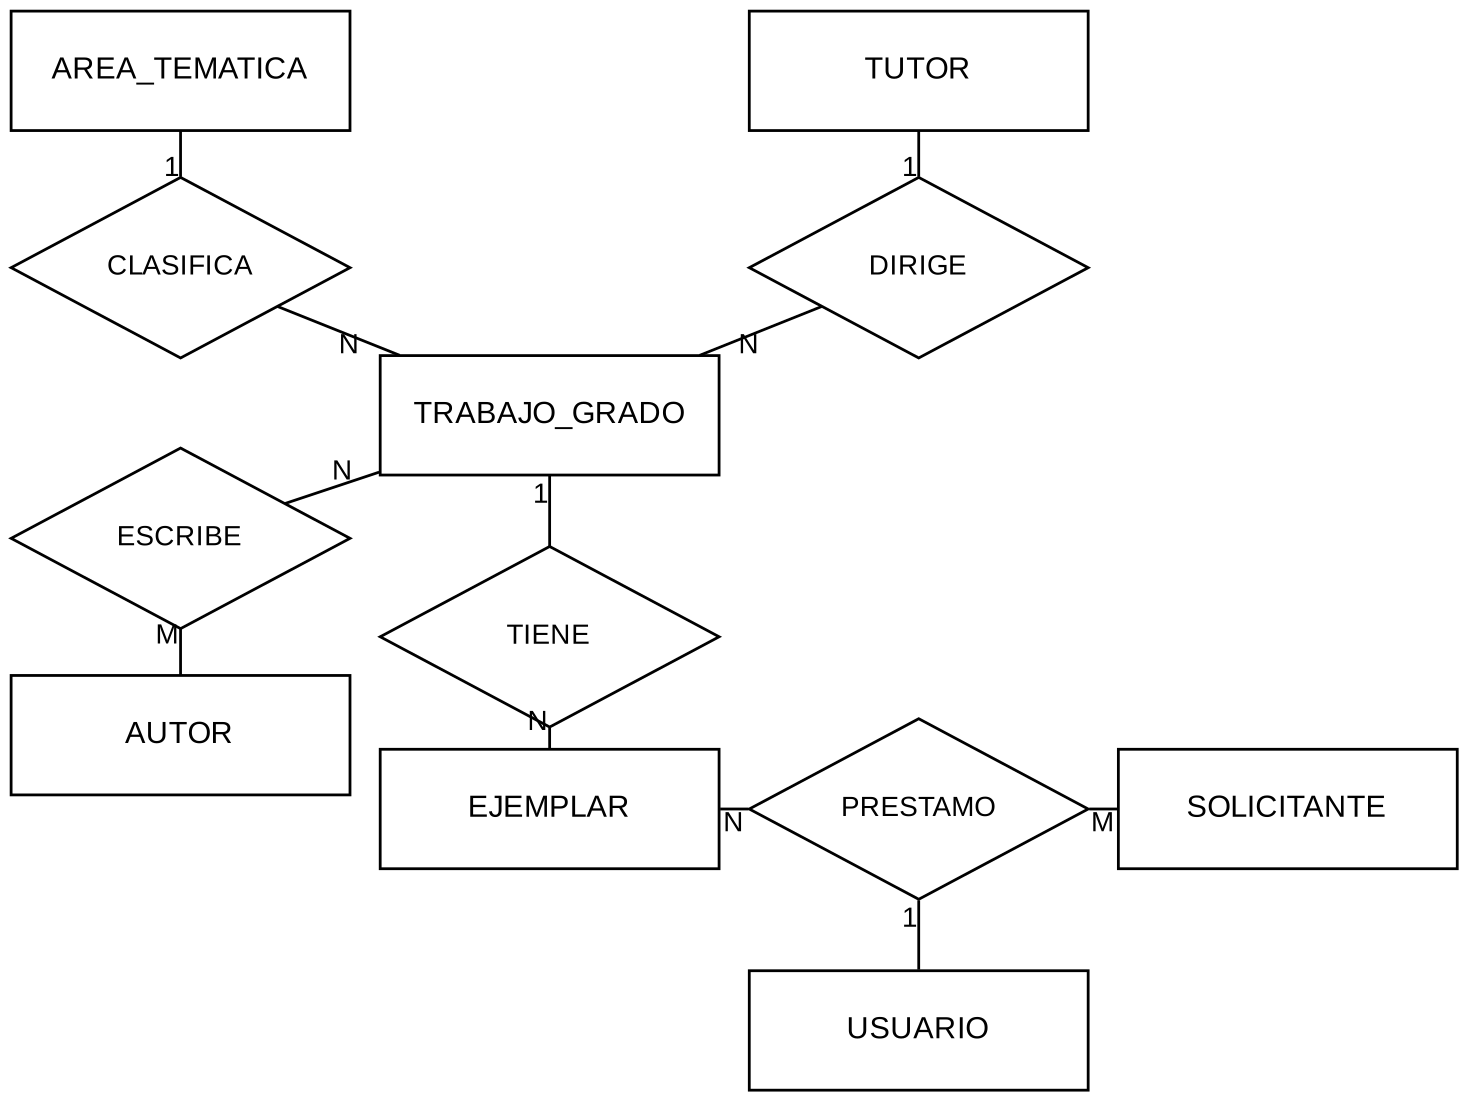 AREA_TEMATICA
TUTOR
1
1
CLASIFICA
DIRIGE
N
N
TRABAJO_GRADO
N
1
ESCRIBE
TIENE
M
AUTOR
N
EJEMPLAR
PRESTAMO
SOLICITANTE
N
M
1
USUARIO